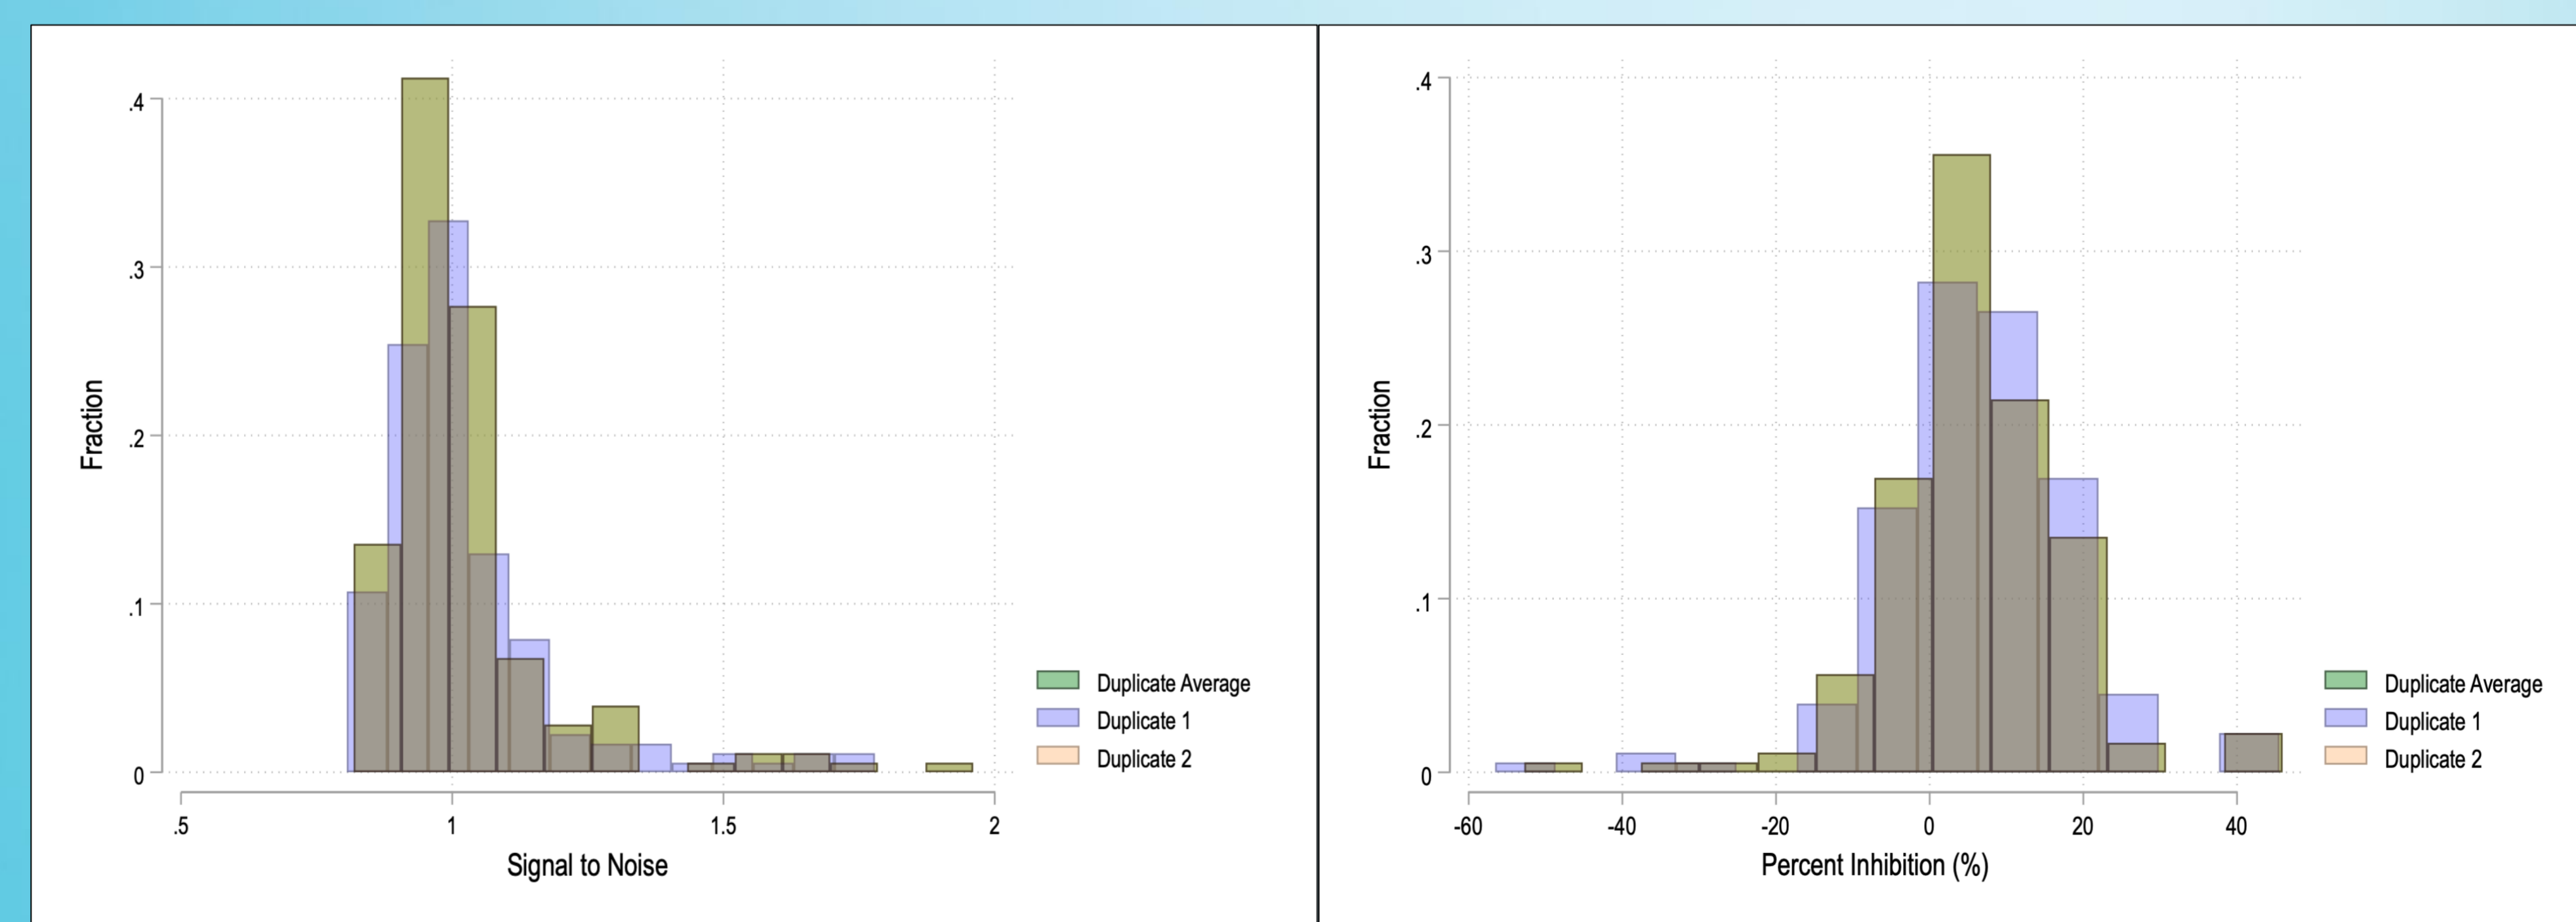 .4
.3
.2
.1
0
Fraction
.5 1 1.5 2
Signal to Noise
Duplicate Average
Duplicate 1
Duplicate 2
.4
.3
.2
.1
0
Fraction
-60 -40 -20 0 20 40
Percent Inhibition (%)
Duplicate Average
Duplicate 1
Duplicate 2